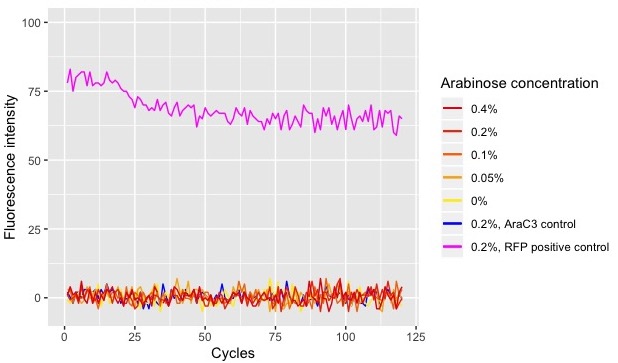 100
75
50
25
0
0 25 50 75 100 125
Fluorescence intensity
Cycles
Arabinose concentration
0.4%
0.2%
0.1%
0.05%
0%
0.2%, AraC3 control
0.2%, RFP positive control